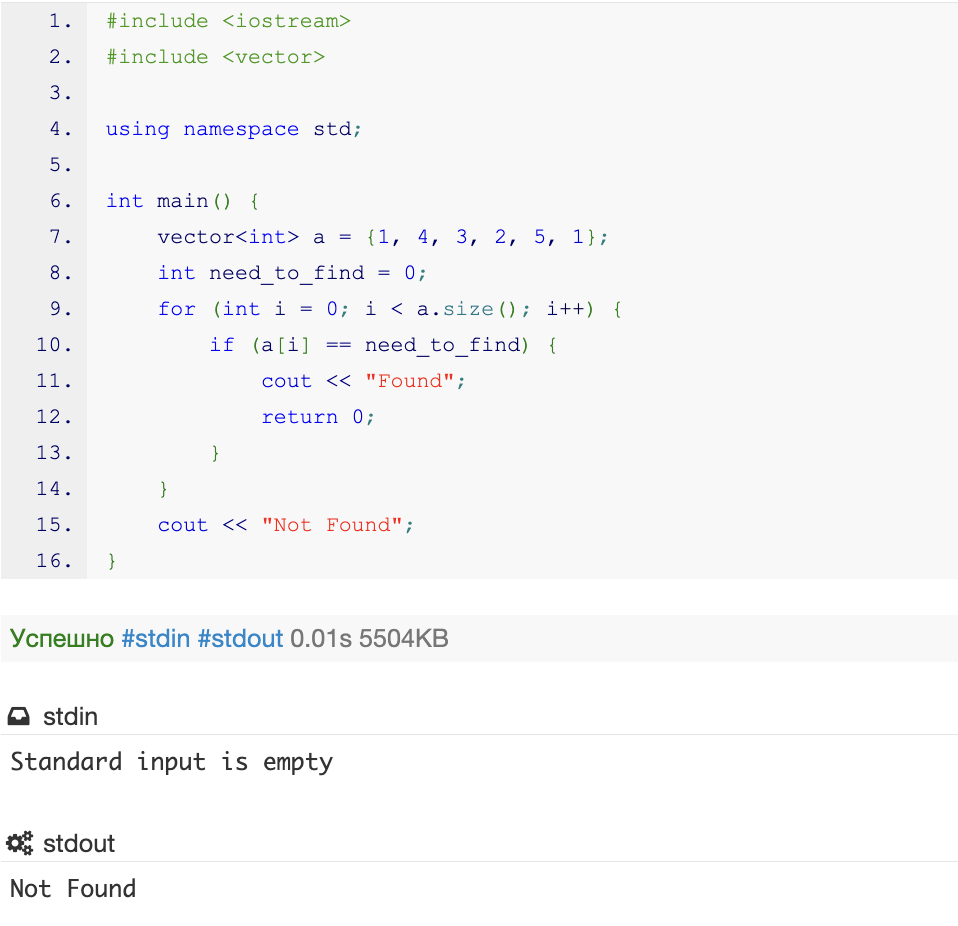 1. #include <iostream>
2. #include <vector>
3.
4. using namespace std;
5.
6. int main() {
7.     vector<int> a = {1, 4, 3, 2, 5, 1};
8.     int need_to_find = 0;
9.     for (int i = 0; i < a.size(); i++) {
10.         if (a[i] == need_to_find) {
11.             cout << "Found";
12.             return 0;
13.         }
14.     }
15.     cout << "Not Found";
16. }
Успешно #stdin #stdout 0.01s 5504KB
stdin
Standard input is empty
stdout
Not Found